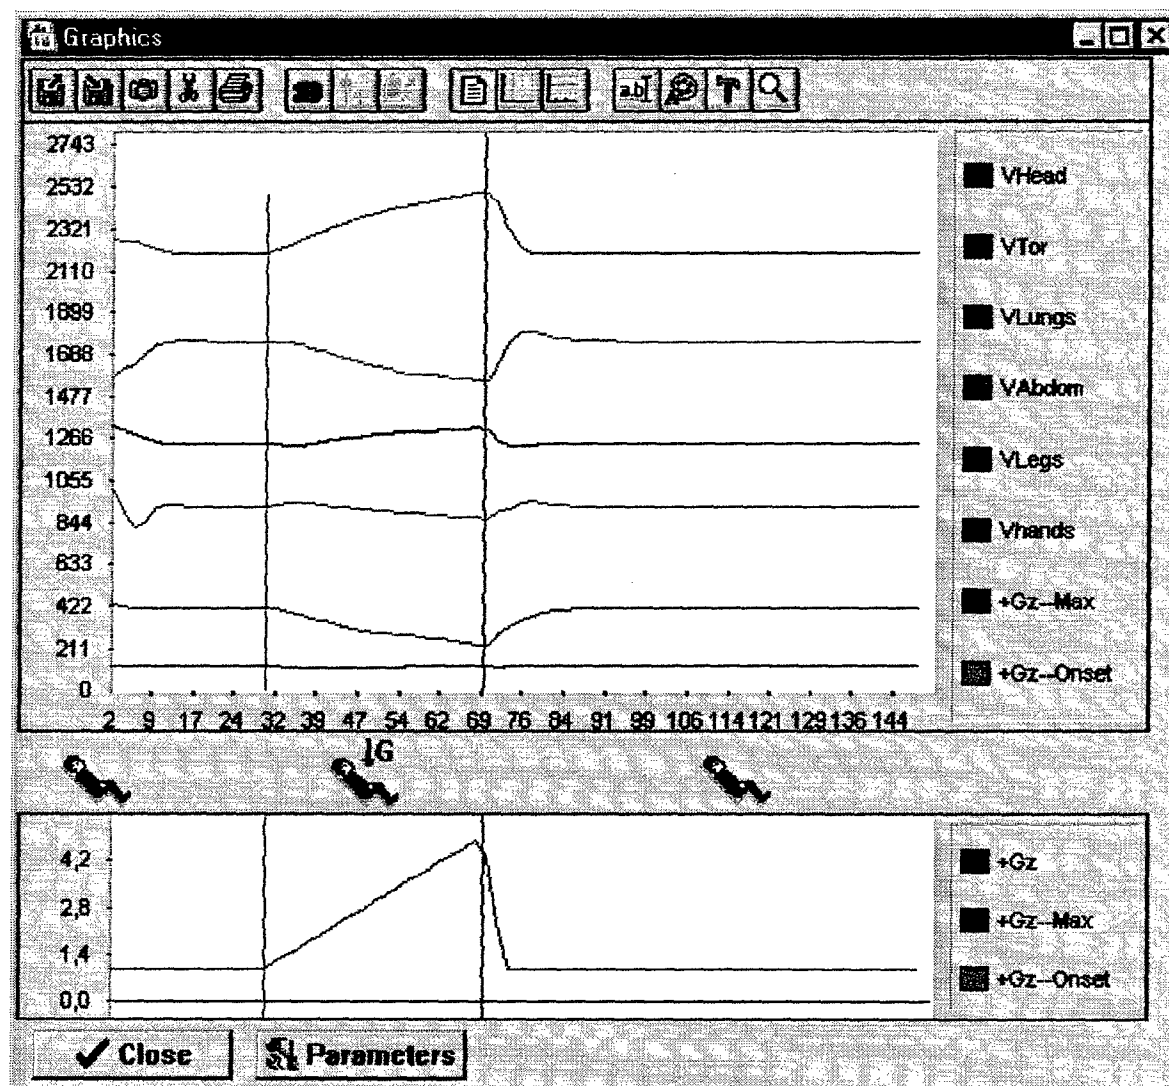 Graphics
ab
2743
2532
2321
2110
1899
1688
1477
1266
1055
844
633
422
211
0
2 9 17 24 32 39 47 54 62 69 76 84 91 99 106 114 121 129 136 144
VHead
VTor
VLungs
VAbdom
VLegs
Vhands
+Gz--Max
+Gz--Onset
G
4,2
2,8
1,4
0,0
+Gz
+Gz--Max
+Gz--Onset
Close
Parameters